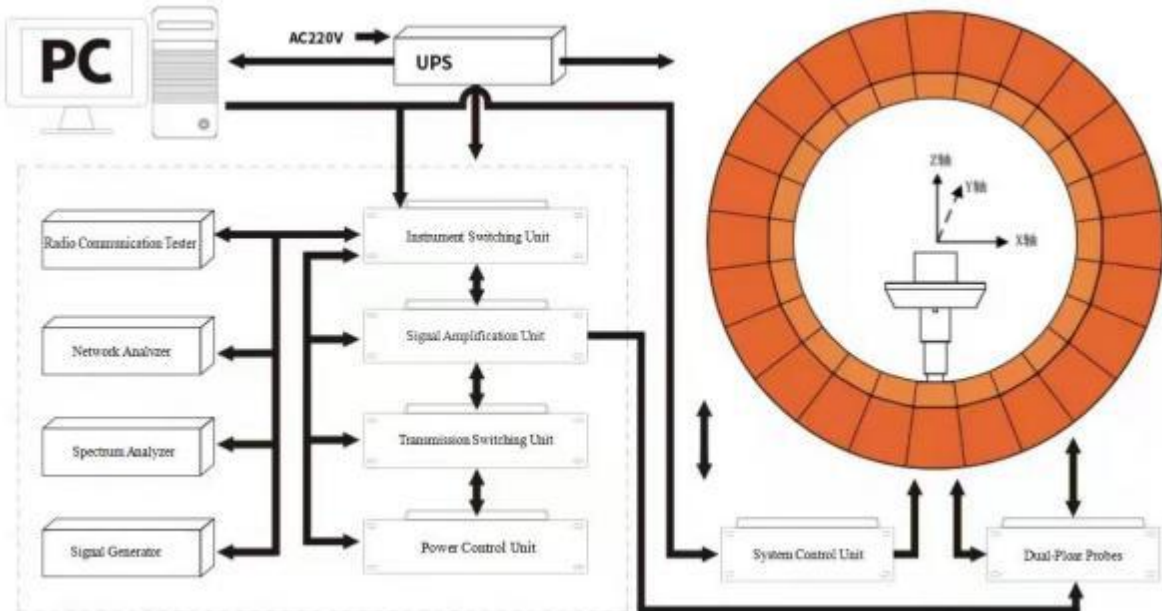 PC
AC220V
UPS
Radio Communication Tester
Network Analyzer
Spectrum Analyzer
Signal Generator
Instrument Switching Unit
Signal Amplification Unit
Transmission Switching Unit
Power Control Unit
Z轴
Y轴
X轴
System Control Unit
Dual-Ploar Probes